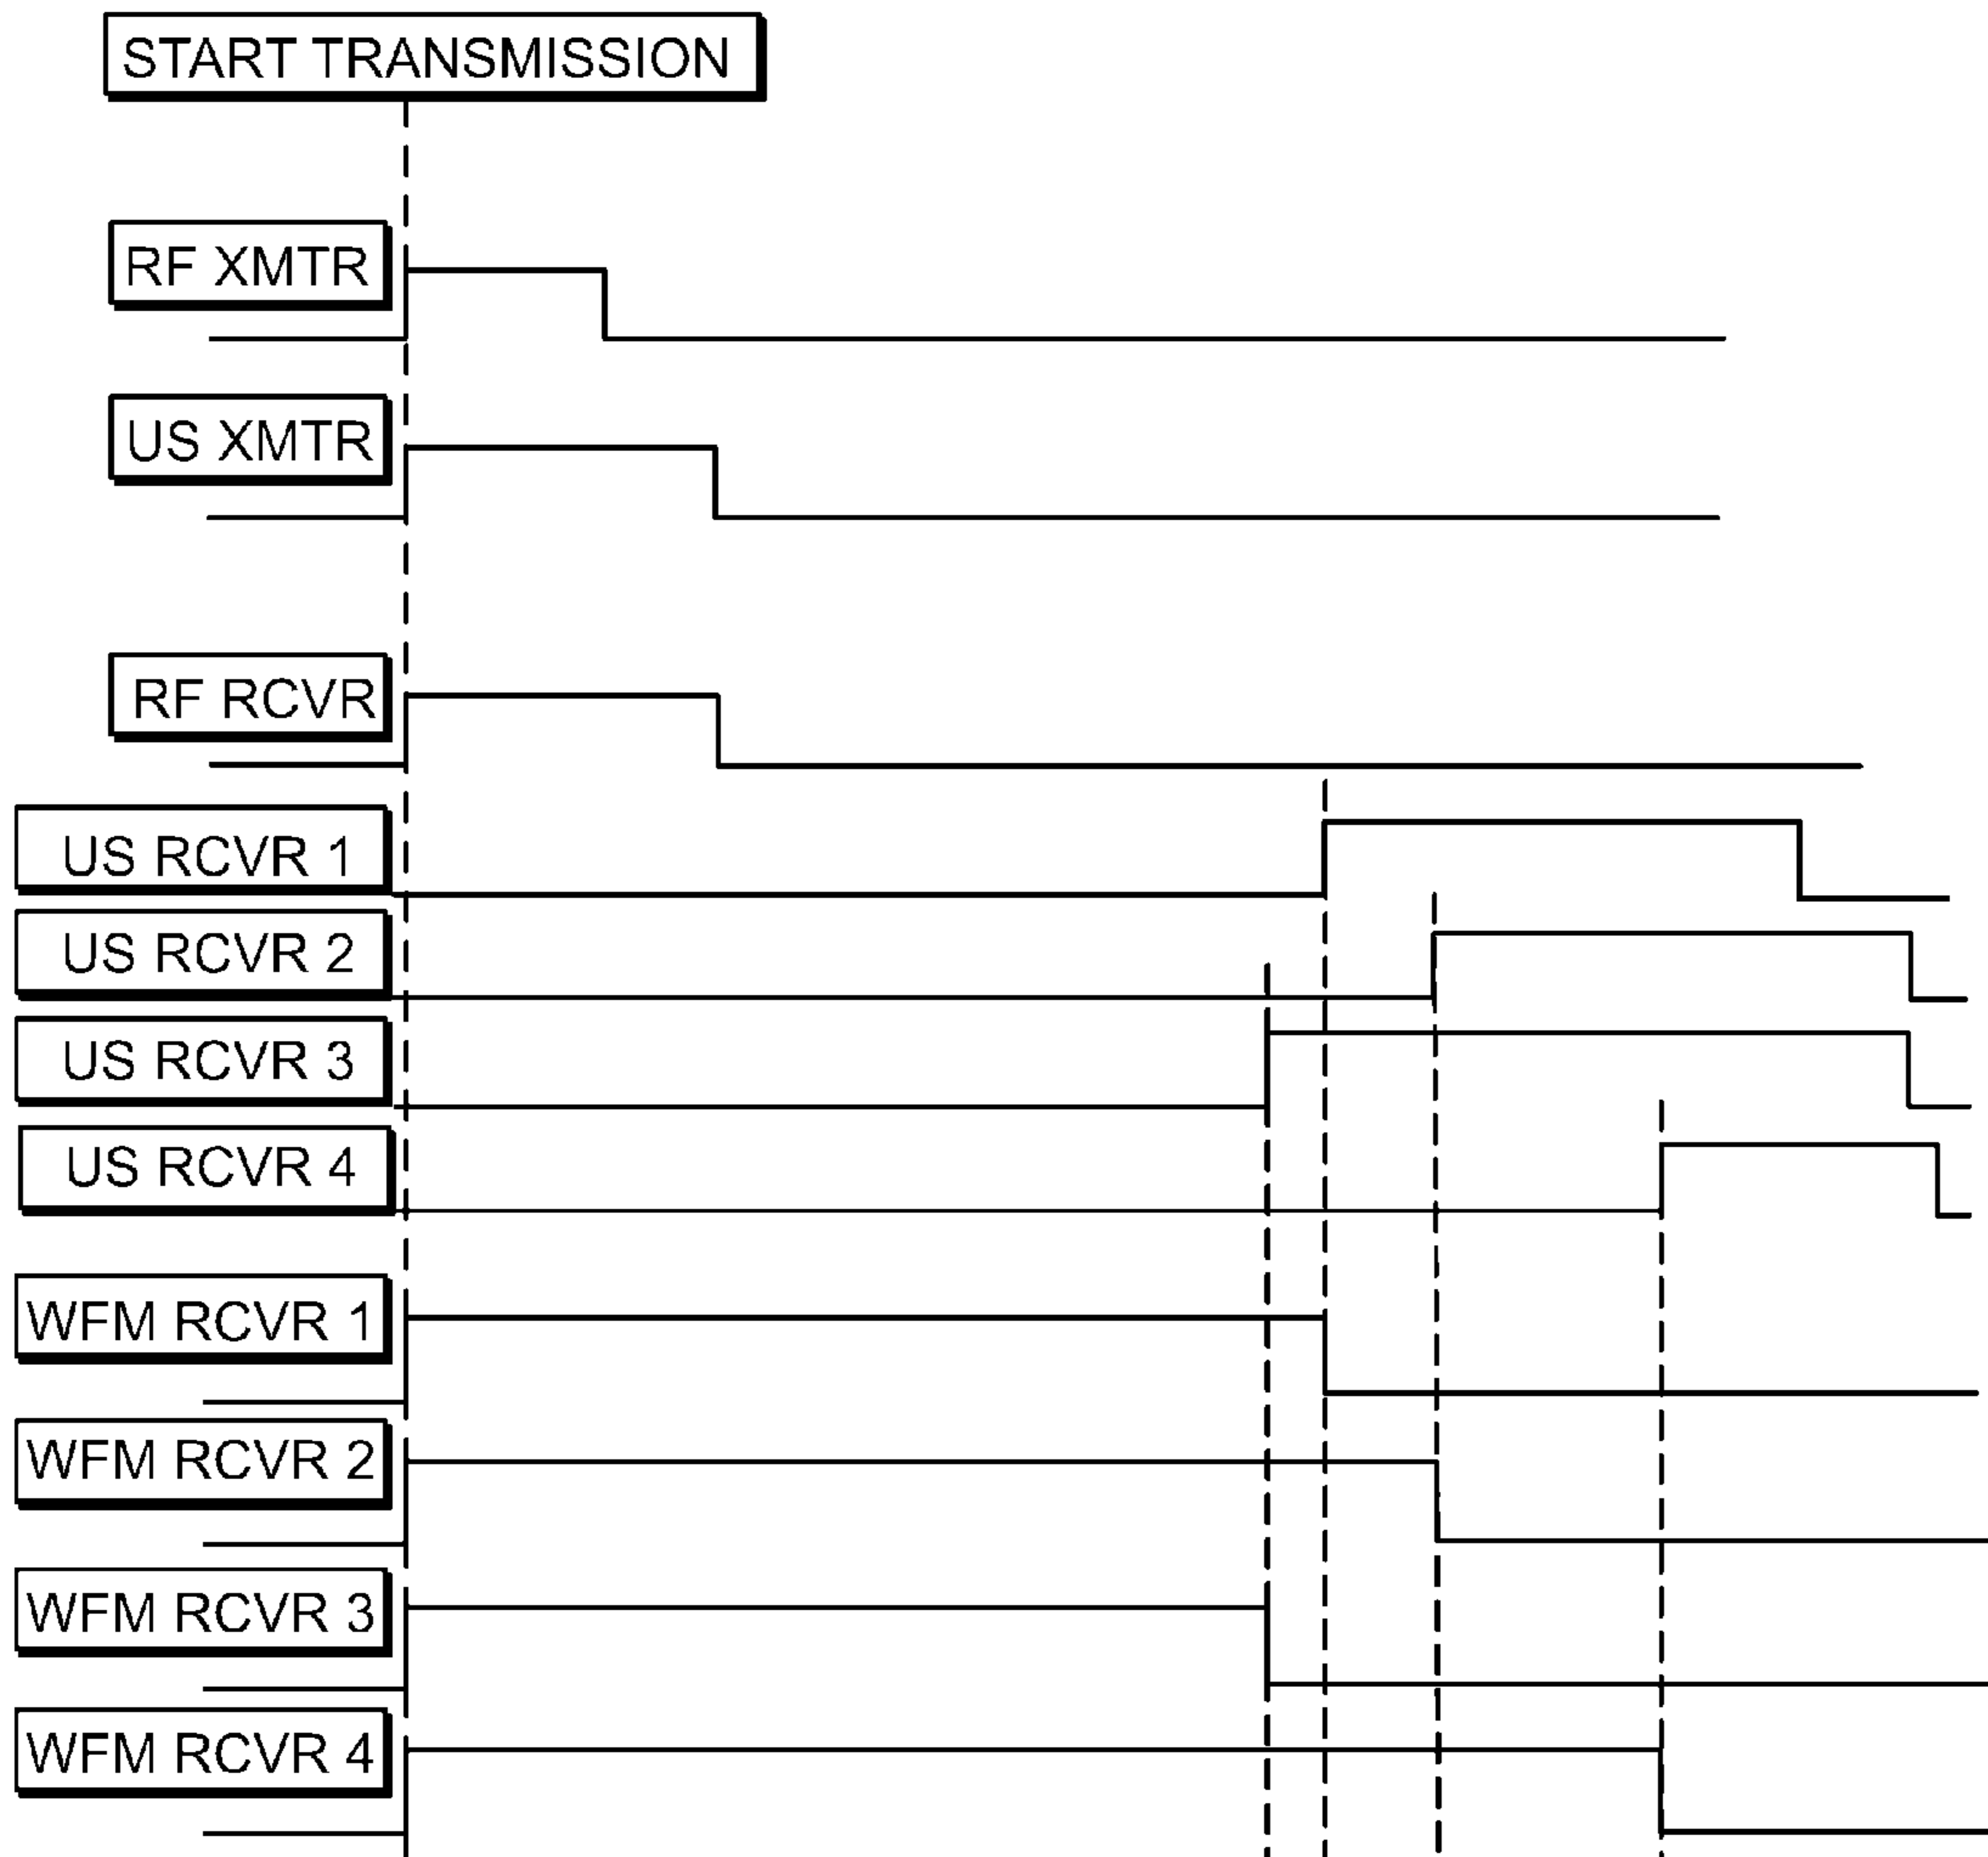 START TRANSMISSION
RF XMTR
US XMTR
RF RCVR
US RCVR 1
US RCVR 2
US RCVR 3
US RCVR 4
WFM RCVR 1
WFM RCVR 2
WFM RCVR 3
WFM RCVR 4